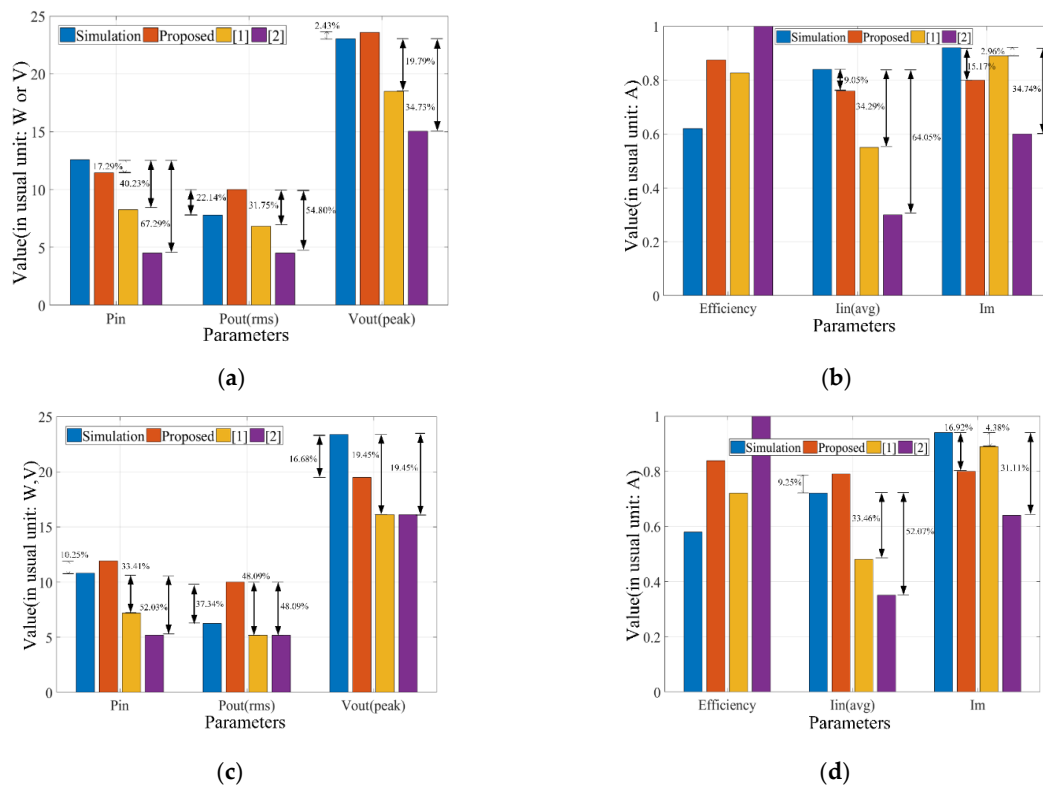 25
20
15
10
5
0
Value(in usual unit: W or V)
Simulation Proposed [1] [2]
2.43%
19.79%
34.73%
17.29%
40.23%
67.29%
22.14%
31.75%
54.80%
Pin Pout(rms) Vout(peak)
Parameters
(a)
1
0.8
0.6
0.4
0.2
0
Value(in usual unit: A)
Simulation Proposed [1] [2]
9.05%
34.29%
64.05%
2.96%
15.17%
34.74%
Efficiency Iin(avg) Im
Parameters
(b)
25
20
15
10
5
0
Value(in usual unit: W,V)
Simulation Proposed [1] [2]
16.68%
19.45%
19.45%
10.25%
33.41%
52.03%
37.34%
48.09%
48.09%
Pin Pout(rms) Vout(peak)
Parameters
(c)
1
0.8
0.6
0.4
0.2
0
Value(in usual unit: A)
Simulation Proposed [1] [2]
9.25%
33.46%
52.07%
16.92%
4.38%
31.11%
Efficiency Iin(avg) Im
Parameters
(d)